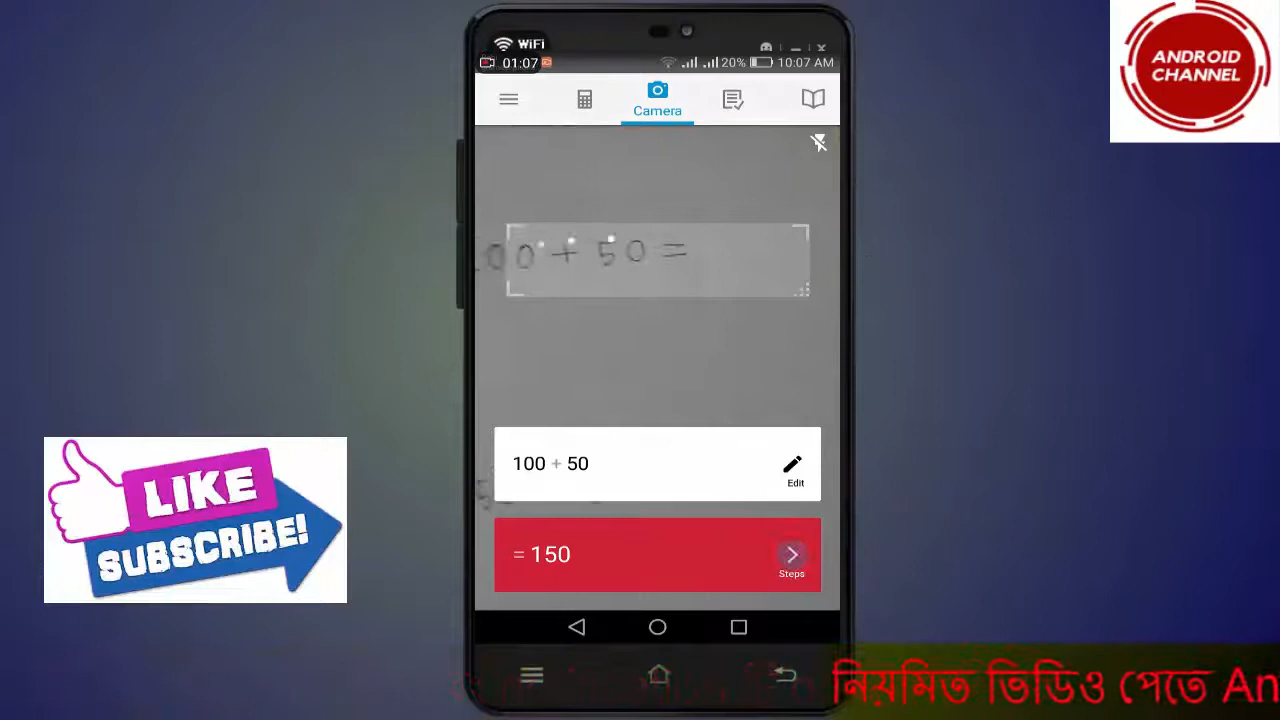 WiFi
01:07
20%
10:07 AM
ANDROID
CHANNEL
Camera
00 + 50 =
100 + 50
Edit
= 150
Steps
LIKE
SUBSCRIBE!
নিয়মিত ভিডিও পেতে An